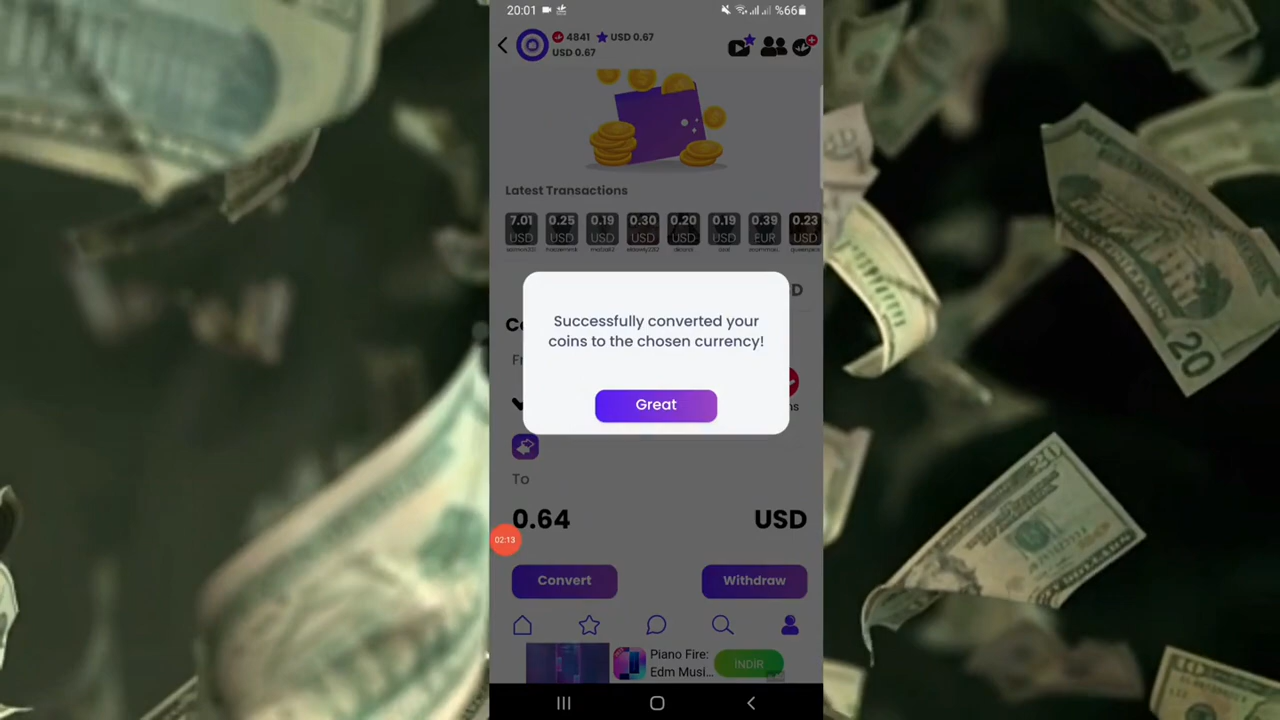 20:01 %66
4841 USD 0.67
USD 0.67
Latest Transactions
7.01 0.25 0.19 0.30 0.20 0.19 0.39 0.23
USD USD USD USD USD USD EUR USD
D
Successfully converted your
coins to the chosen currency!
Great
To
0.64 USD
02:13
Convert Withdraw
Piano Fire:
Edm Musi...
İNDİR
20
20